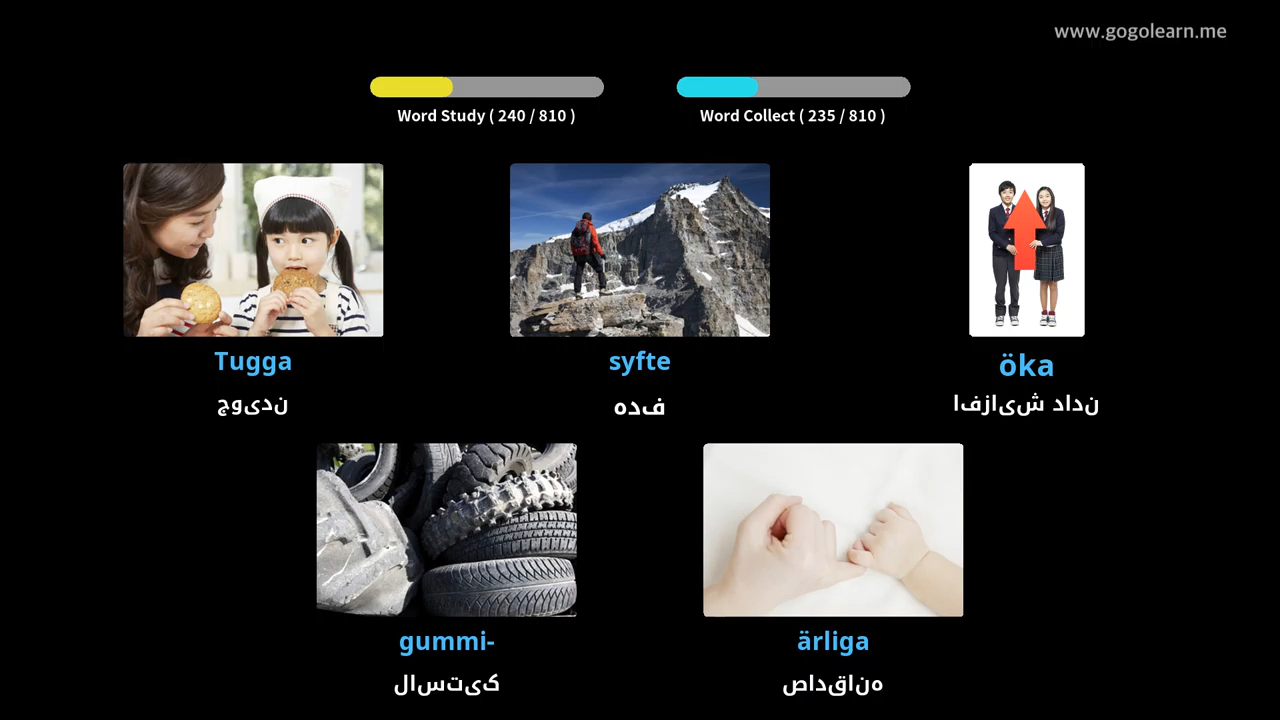 www.gogolearn.me
Word Study ( 240 / 810 )
Word Collect ( 235 / 810 )
Tugga
ندیوج
syfte
فده
öka
نداد شیازفا
gummi-
کیتسال
ärliga
هناقداص